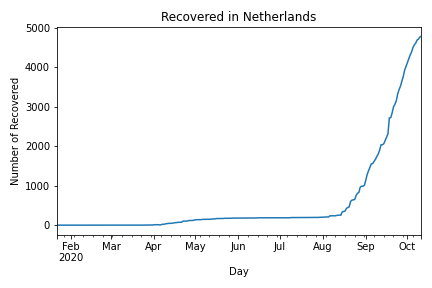 Recovered in Netherlands
Number of Recovered
5000
4000
3000
2000
1000
0
Feb Mar Apr May Jun Jul Aug Sep Oct
2020
Day